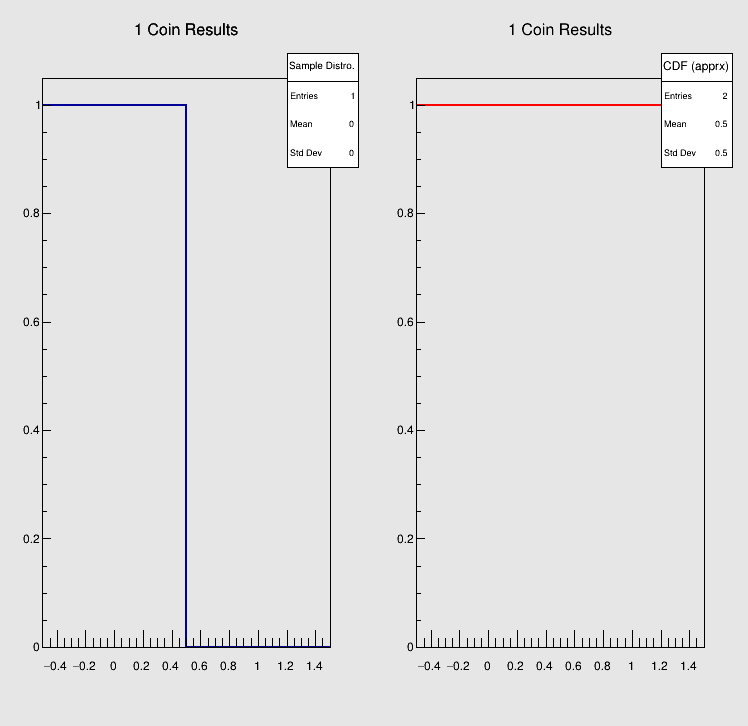 1 Coin Results
Sample Distro.
Entries 1
Mean 0
Std Dev 0
1
0.8
0.6
0.4
0.2
0
−0.4 −0.2 0 0.2 0.4 0.6 0.8 1 1.2 1.4
1 Coin Results
CDF (apprx)
Entries 2
Mean 0.5
Std Dev 0.5
1
0.8
0.6
0.4
0.2
0
−0.4 −0.2 0 0.2 0.4 0.6 0.8 1 1.2 1.4